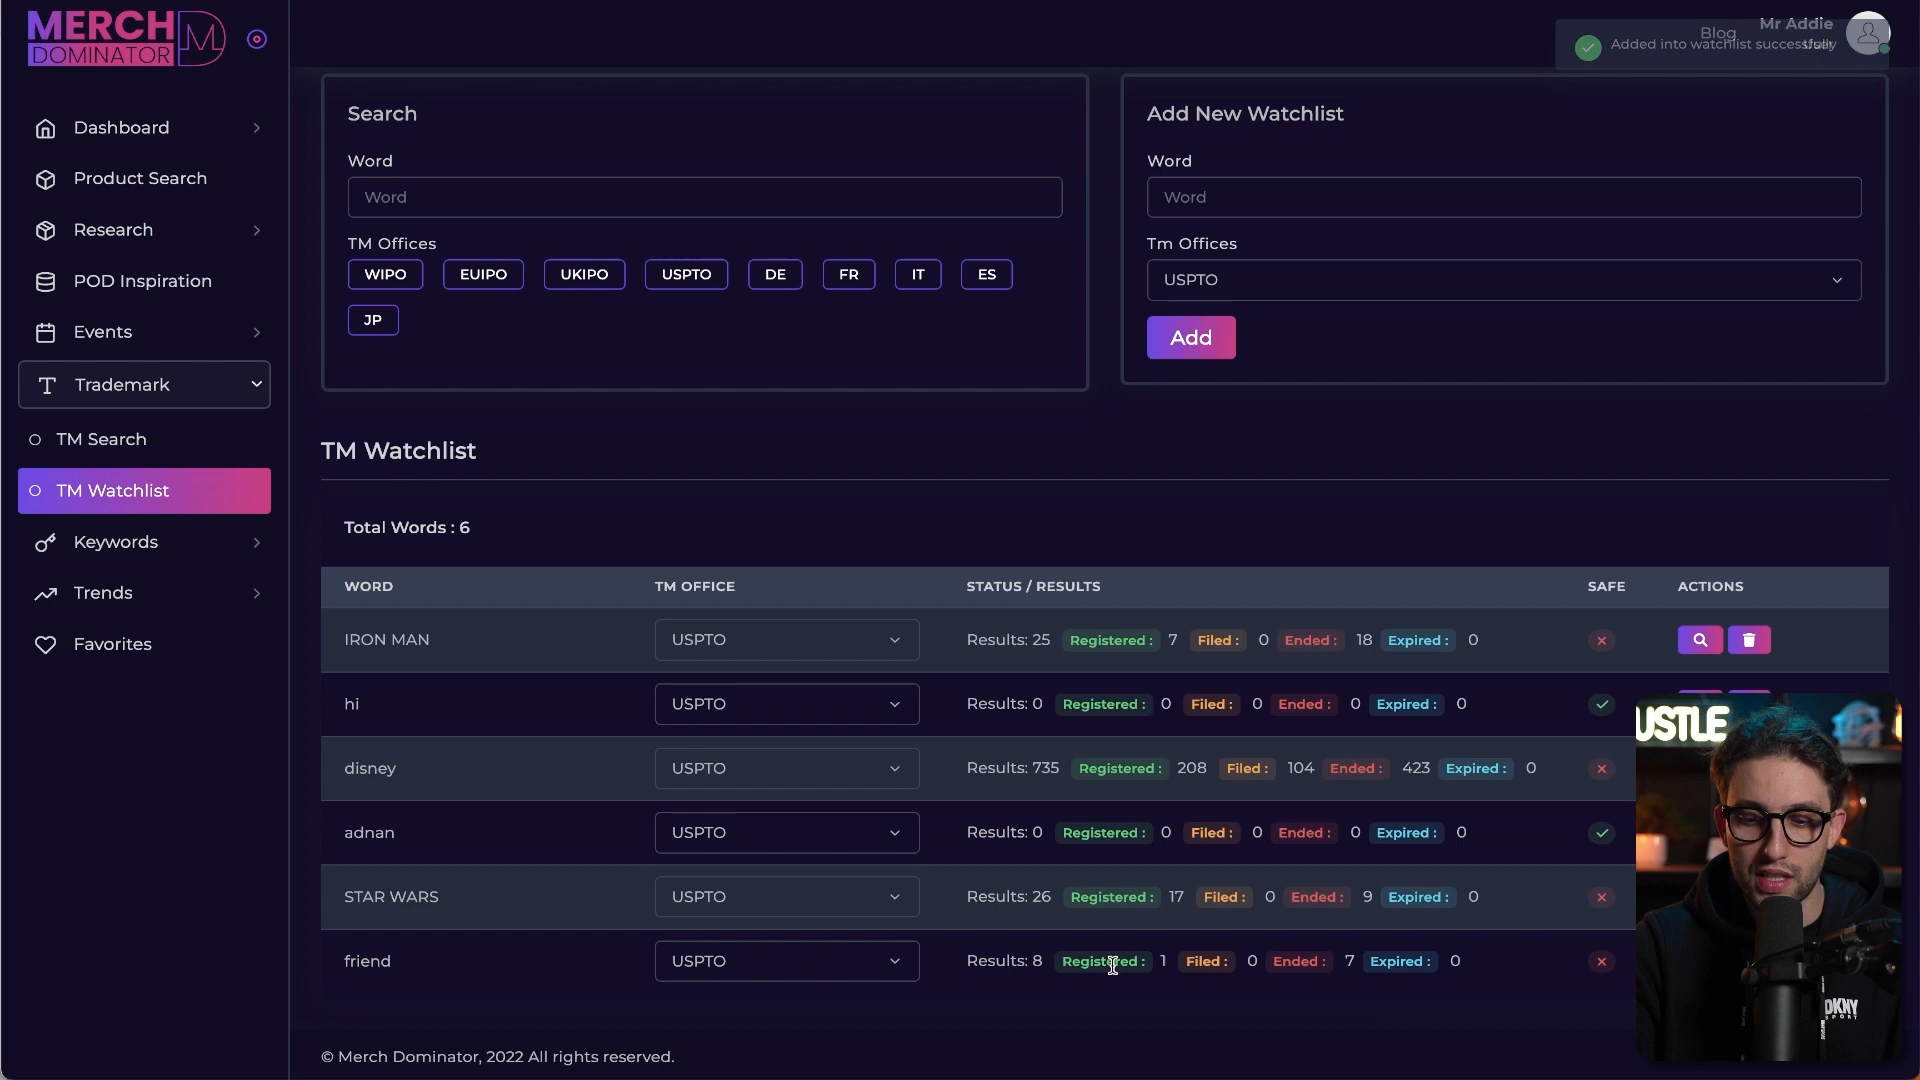 MERCH
DOMINATOR
Blog
Mr Addie
Added into watchlist successfully
Dashboard
Product Search
Research
POD Inspiration
Events
Trademark
TM Search
TM Watchlist
Keywords
Trends
Favorites
Search
Word
Word
TM Offices
WIPO EUIPO UKIPO USPTO DE FR IT ES
JP
Add New Watchlist
Word
Word
Tm Offices
USPTO
Add
TM Watchlist
Total Words : 6
WORD TM OFFICE STATUS / RESULTS SAFE ACTIONS
IRON MAN USPTO Results: 25 Registered : 7 Filed : 0 Ended : 18 Expired : 0
hi USPTO Results: 0 Registered : 0 Filed : 0 Ended : 0 Expired : 0
disney USPTO Results: 735 Registered : 208 Filed : 104 Ended : 423 Expired : 0
adnan USPTO Results: 0 Registered : 0 Filed : 0 Ended : 0 Expired : 0
STAR WARS USPTO Results: 26 Registered : 17 Filed : 0 Ended : 9 Expired : 0
friend USPTO Results: 8 Registered : 1 Filed : 0 Ended : 7 Expired : 0
© Merch Dominator, 2022 All rights reserved.
USTLE
DKNY
SPORT